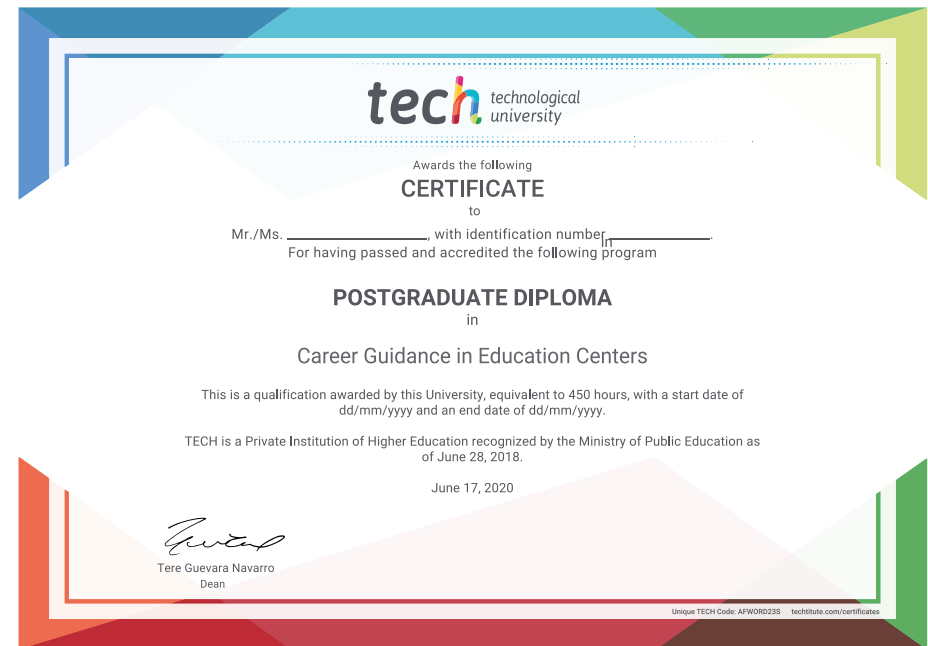 tech technological
university
Awards the following
CERTIFICATE
to
Mr./Ms. ____________________, with identification number ______________.
in
For having passed and accredited the following program
POSTGRADUATE DIPLOMA
in
Career Guidance in Education Centers
This is a qualification awarded by this University, equivalent to 450 hours, with a start date of
dd/mm/yyyy and an end date of dd/mm/yyyy.
TECH is a Private Institution of Higher Education recognized by the Ministry of Public Education as
of June 28, 2018.
June 17, 2020
Tere Guevara Navarro
Dean
Unique TECH Code: AFWORD23S techtitute.com/certificates